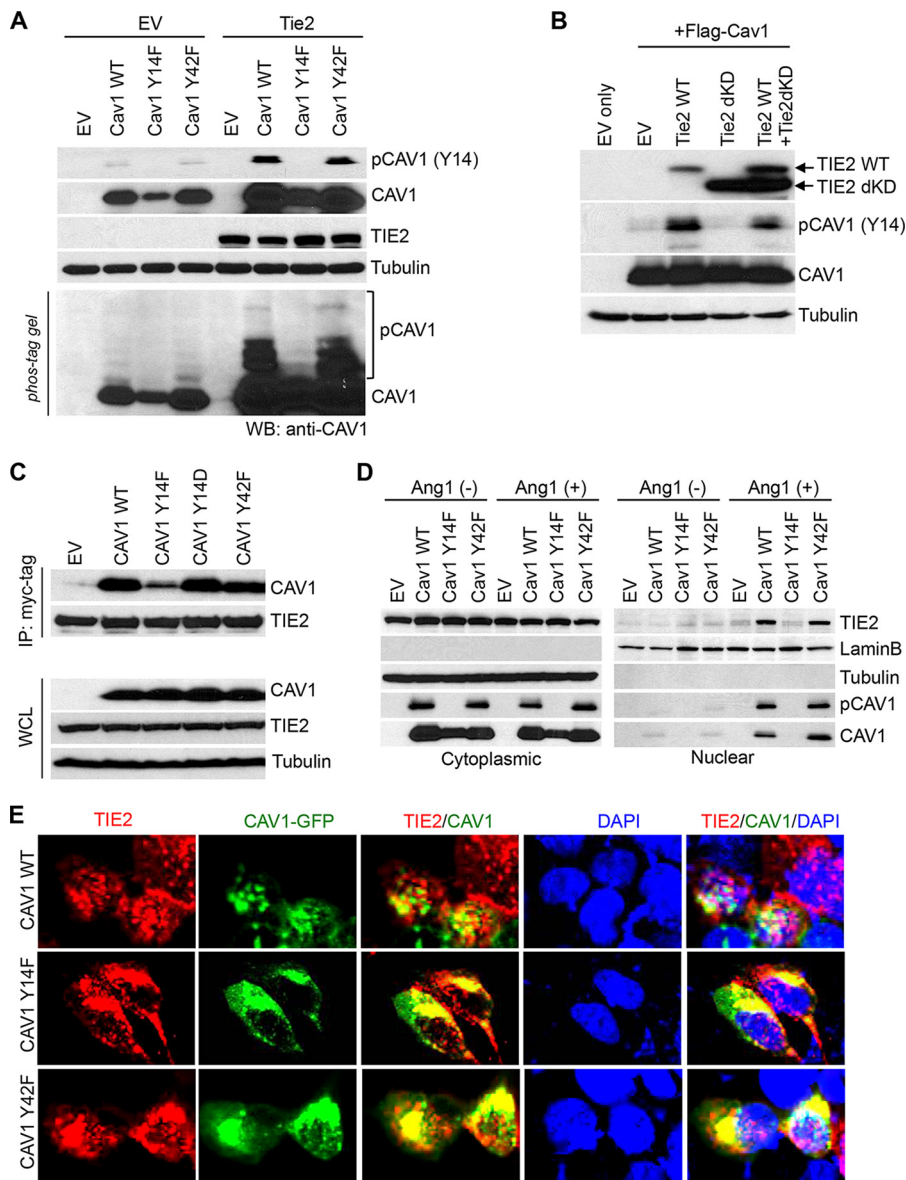 A
EV
Tie2
EV
Cav1 WT
Cav1 Y14F
Cav1 Y42F
EV
Cav1 WT
Cav1 Y14F
Cav1 Y42F
pCAV1 (Y14)
CAV1
TIE2
Tubulin
phos-tag gel
pCAV1
CAV1
WB: anti-CAV1
B
+Flag-Cav1
EV only
EV
Tie2 WT
Tie2 dKD
Tie2 WT
+Tie2dKD
TIE2 WT
TIE2 dKD
pCAV1 (Y14)
CAV1
Tubulin
C
EV
CAV1 WT
CAV1 Y14F
CAV1 Y14D
CAV1 Y42F
IP: myc-tag
CAV1
TIE2
WCL
CAV1
TIE2
Tubulin
D
Ang1 (-)
Ang1 (+)
Ang1 (-)
Ang1 (+)
EV
Cav1 WT
Cav1 Y14F
Cav1 Y42F
EV
Cav1 WT
Cav1 Y14F
Cav1 Y42F
EV
Cav1 WT
Cav1 Y14F
Cav1 Y42F
EV
Cav1 WT
Cav1 Y14F
Cav1 Y42F
TIE2
LaminB
Tubulin
pCAV1
CAV1
Cytoplasmic
Nuclear
E
TIE2
CAV1-GFP
TIE2/CAV1
DAPI
TIE2/CAV1/DAPI
CAV1 WT
CAV1 Y14F
CAV1 Y42F